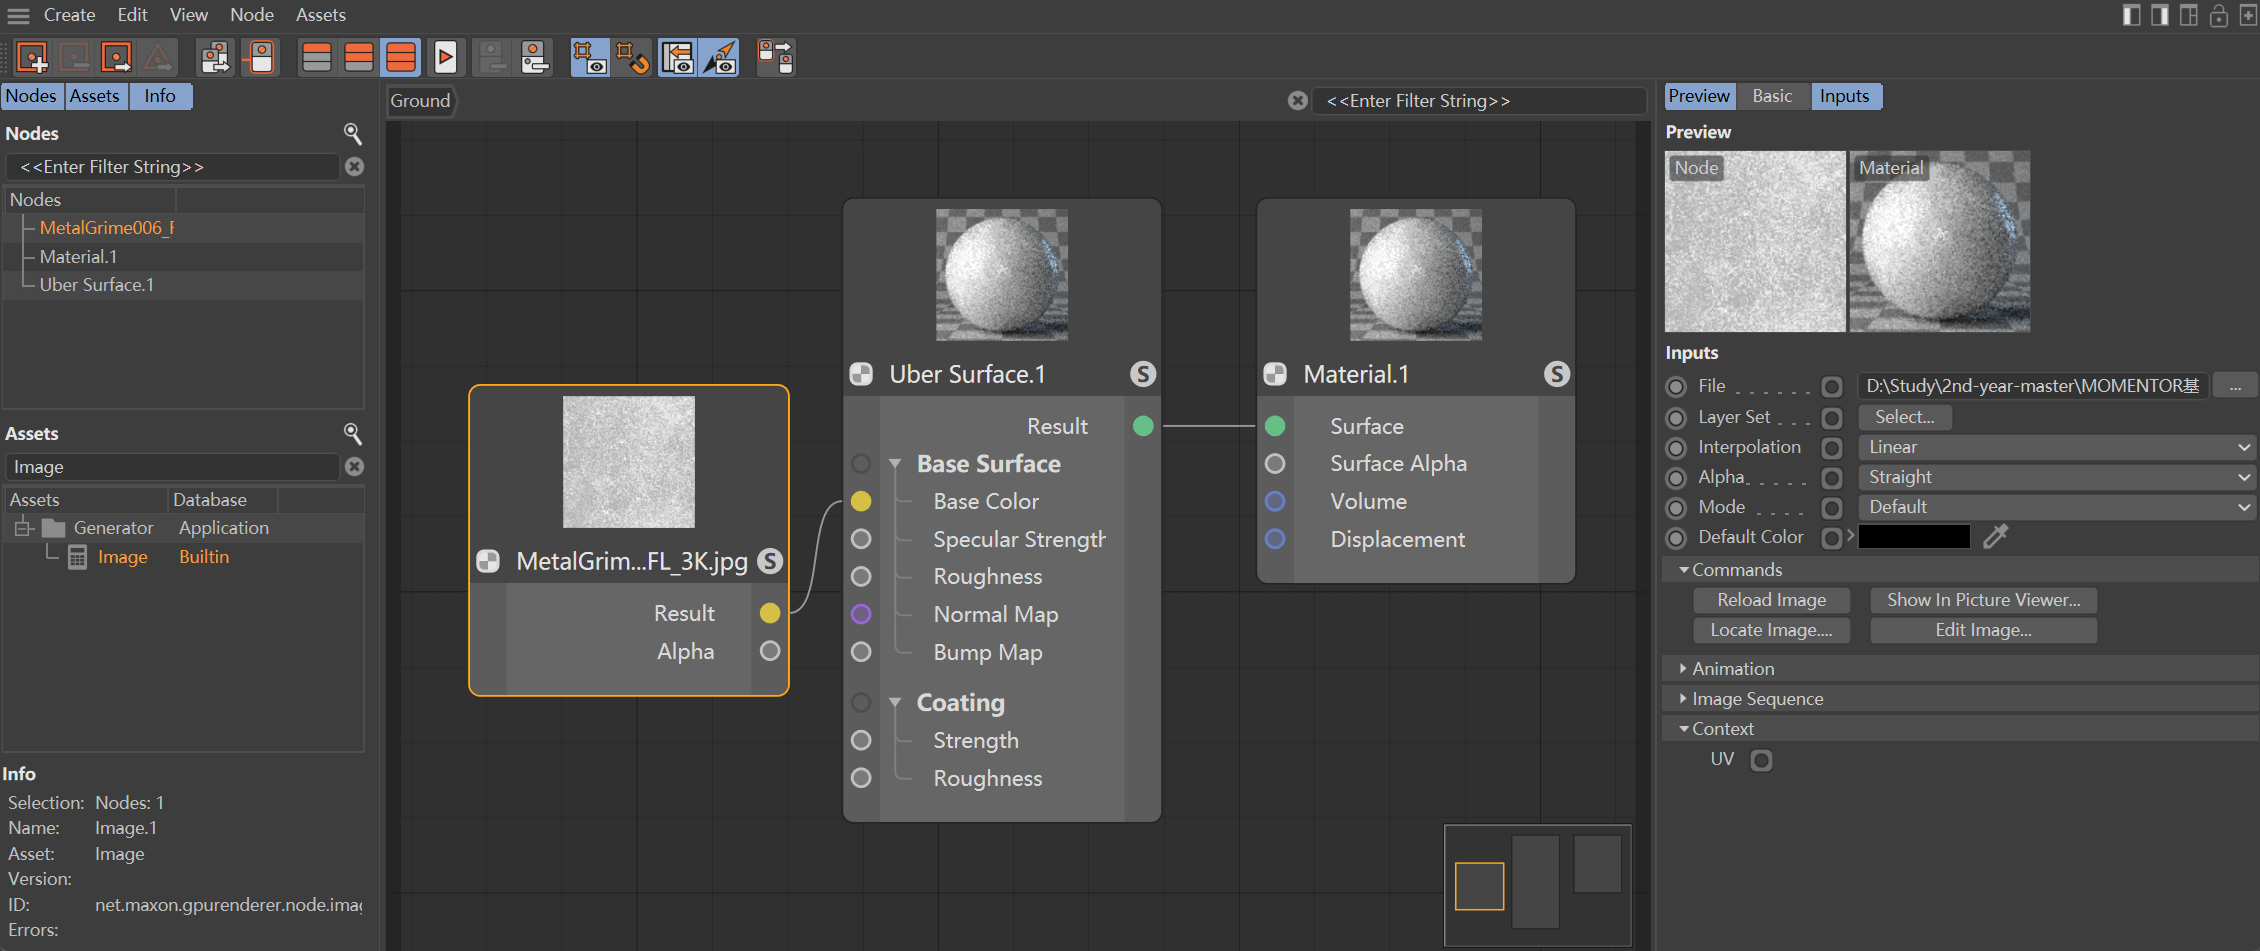 Create Edit View Node Assets
Nodes Assets Info
Nodes
<<Enter Filter String>>
Nodes
MetalGrime006_
Material.1
Uber Surface.1
Assets
Image
Assets Database
Generator Application
Image Builtin
Info
Selection: Nodes: 1
Name: Image.1
Asset: Image
Version:
ID: net.maxon.gpurenderer.node.ima
Errors:
Ground
<<Enter Filter String>>
MetalGrim...FL_3K.jpg S
Result
Alpha
Uber Surface.1 S
Result
Base Surface
Base Color
Specular Strength
Roughness
Normal Map
Bump Map
Coating
Strength
Roughness
Material.1 S
Surface
Surface Alpha
Volume
Displacement
Preview Basic Inputs
Preview
Node Material
Inputs
File D:\Study\2nd-year-master\MOMENTOR基 ...
Layer Set Select...
Interpolation Linear
Alpha Straight
Mode Default
Default Color
Commands
Reload Image Show In Picture Viewer...
Locate Image.... Edit Image...
Animation
Image Sequence
Context
UV